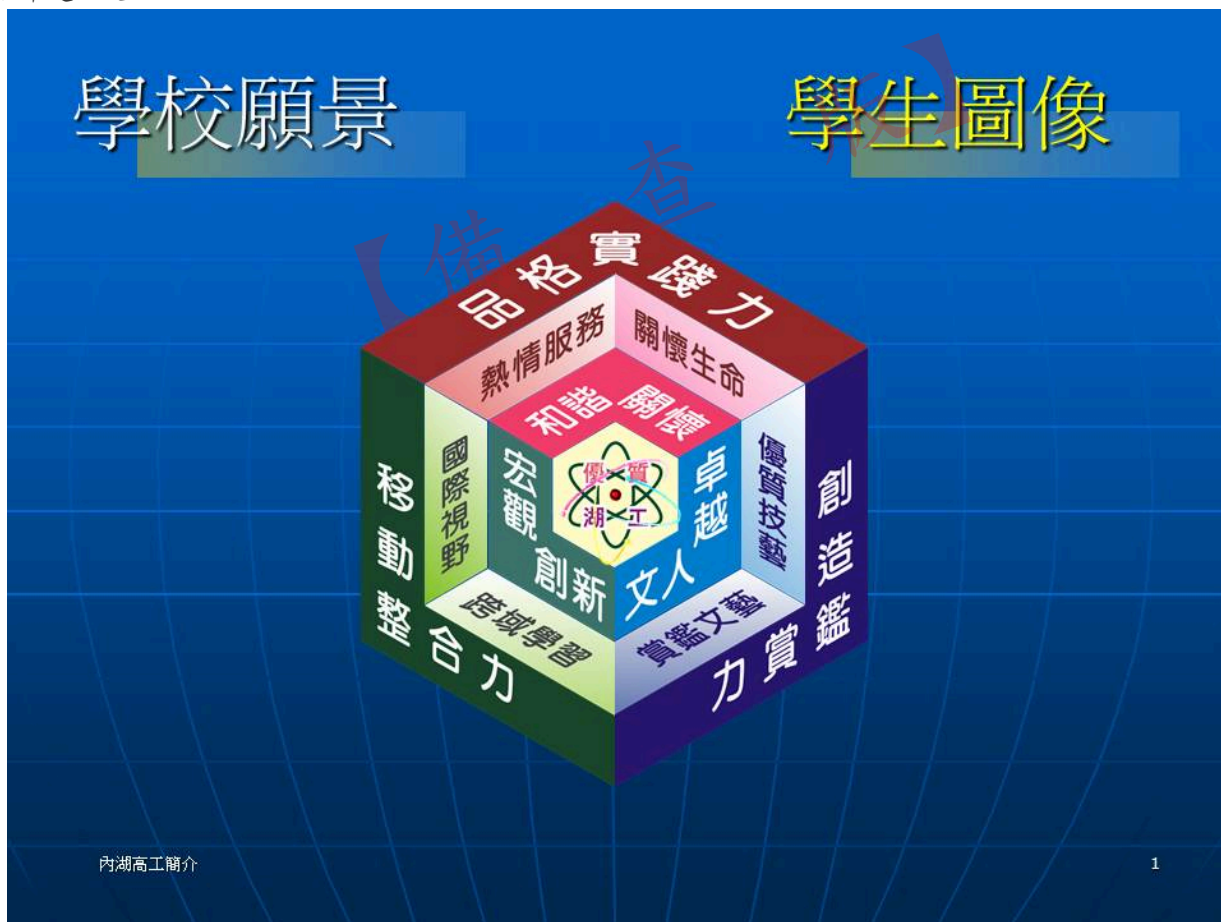 學校願景
學生圖像
【備查版】
品格實踐力
熱情服務
關懷生命
和諧
關懷
移動整合力
國際視野
宏觀
創新
優質
湖工
卓越
人文
優質技藝
創造鑑賞力
跨域學習
賞鑑文藝
內湖高工簡介
1